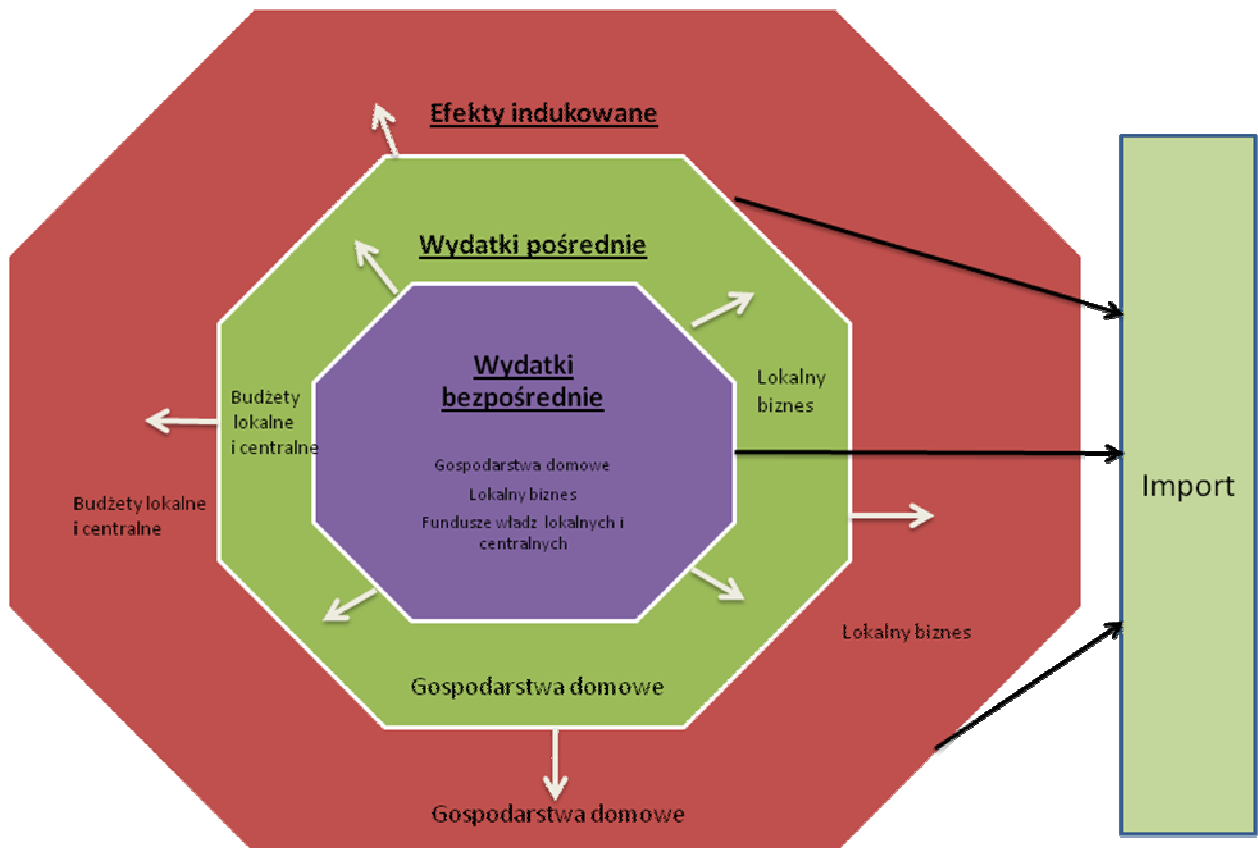 Efekty indukowane
Wydatki pośrednie
Wydatki
bezpośrednie
Gospodarstwa domowe
Lokalny biznes
Fundusze władz lokalnych i
centralnych
Budżety
lokalne
i centralne
Lokalny
biznes
Budżety lokalne
i centralne
Import
Lokalny biznes
Gospodarstwa domowe
Gospodarstwa domowe